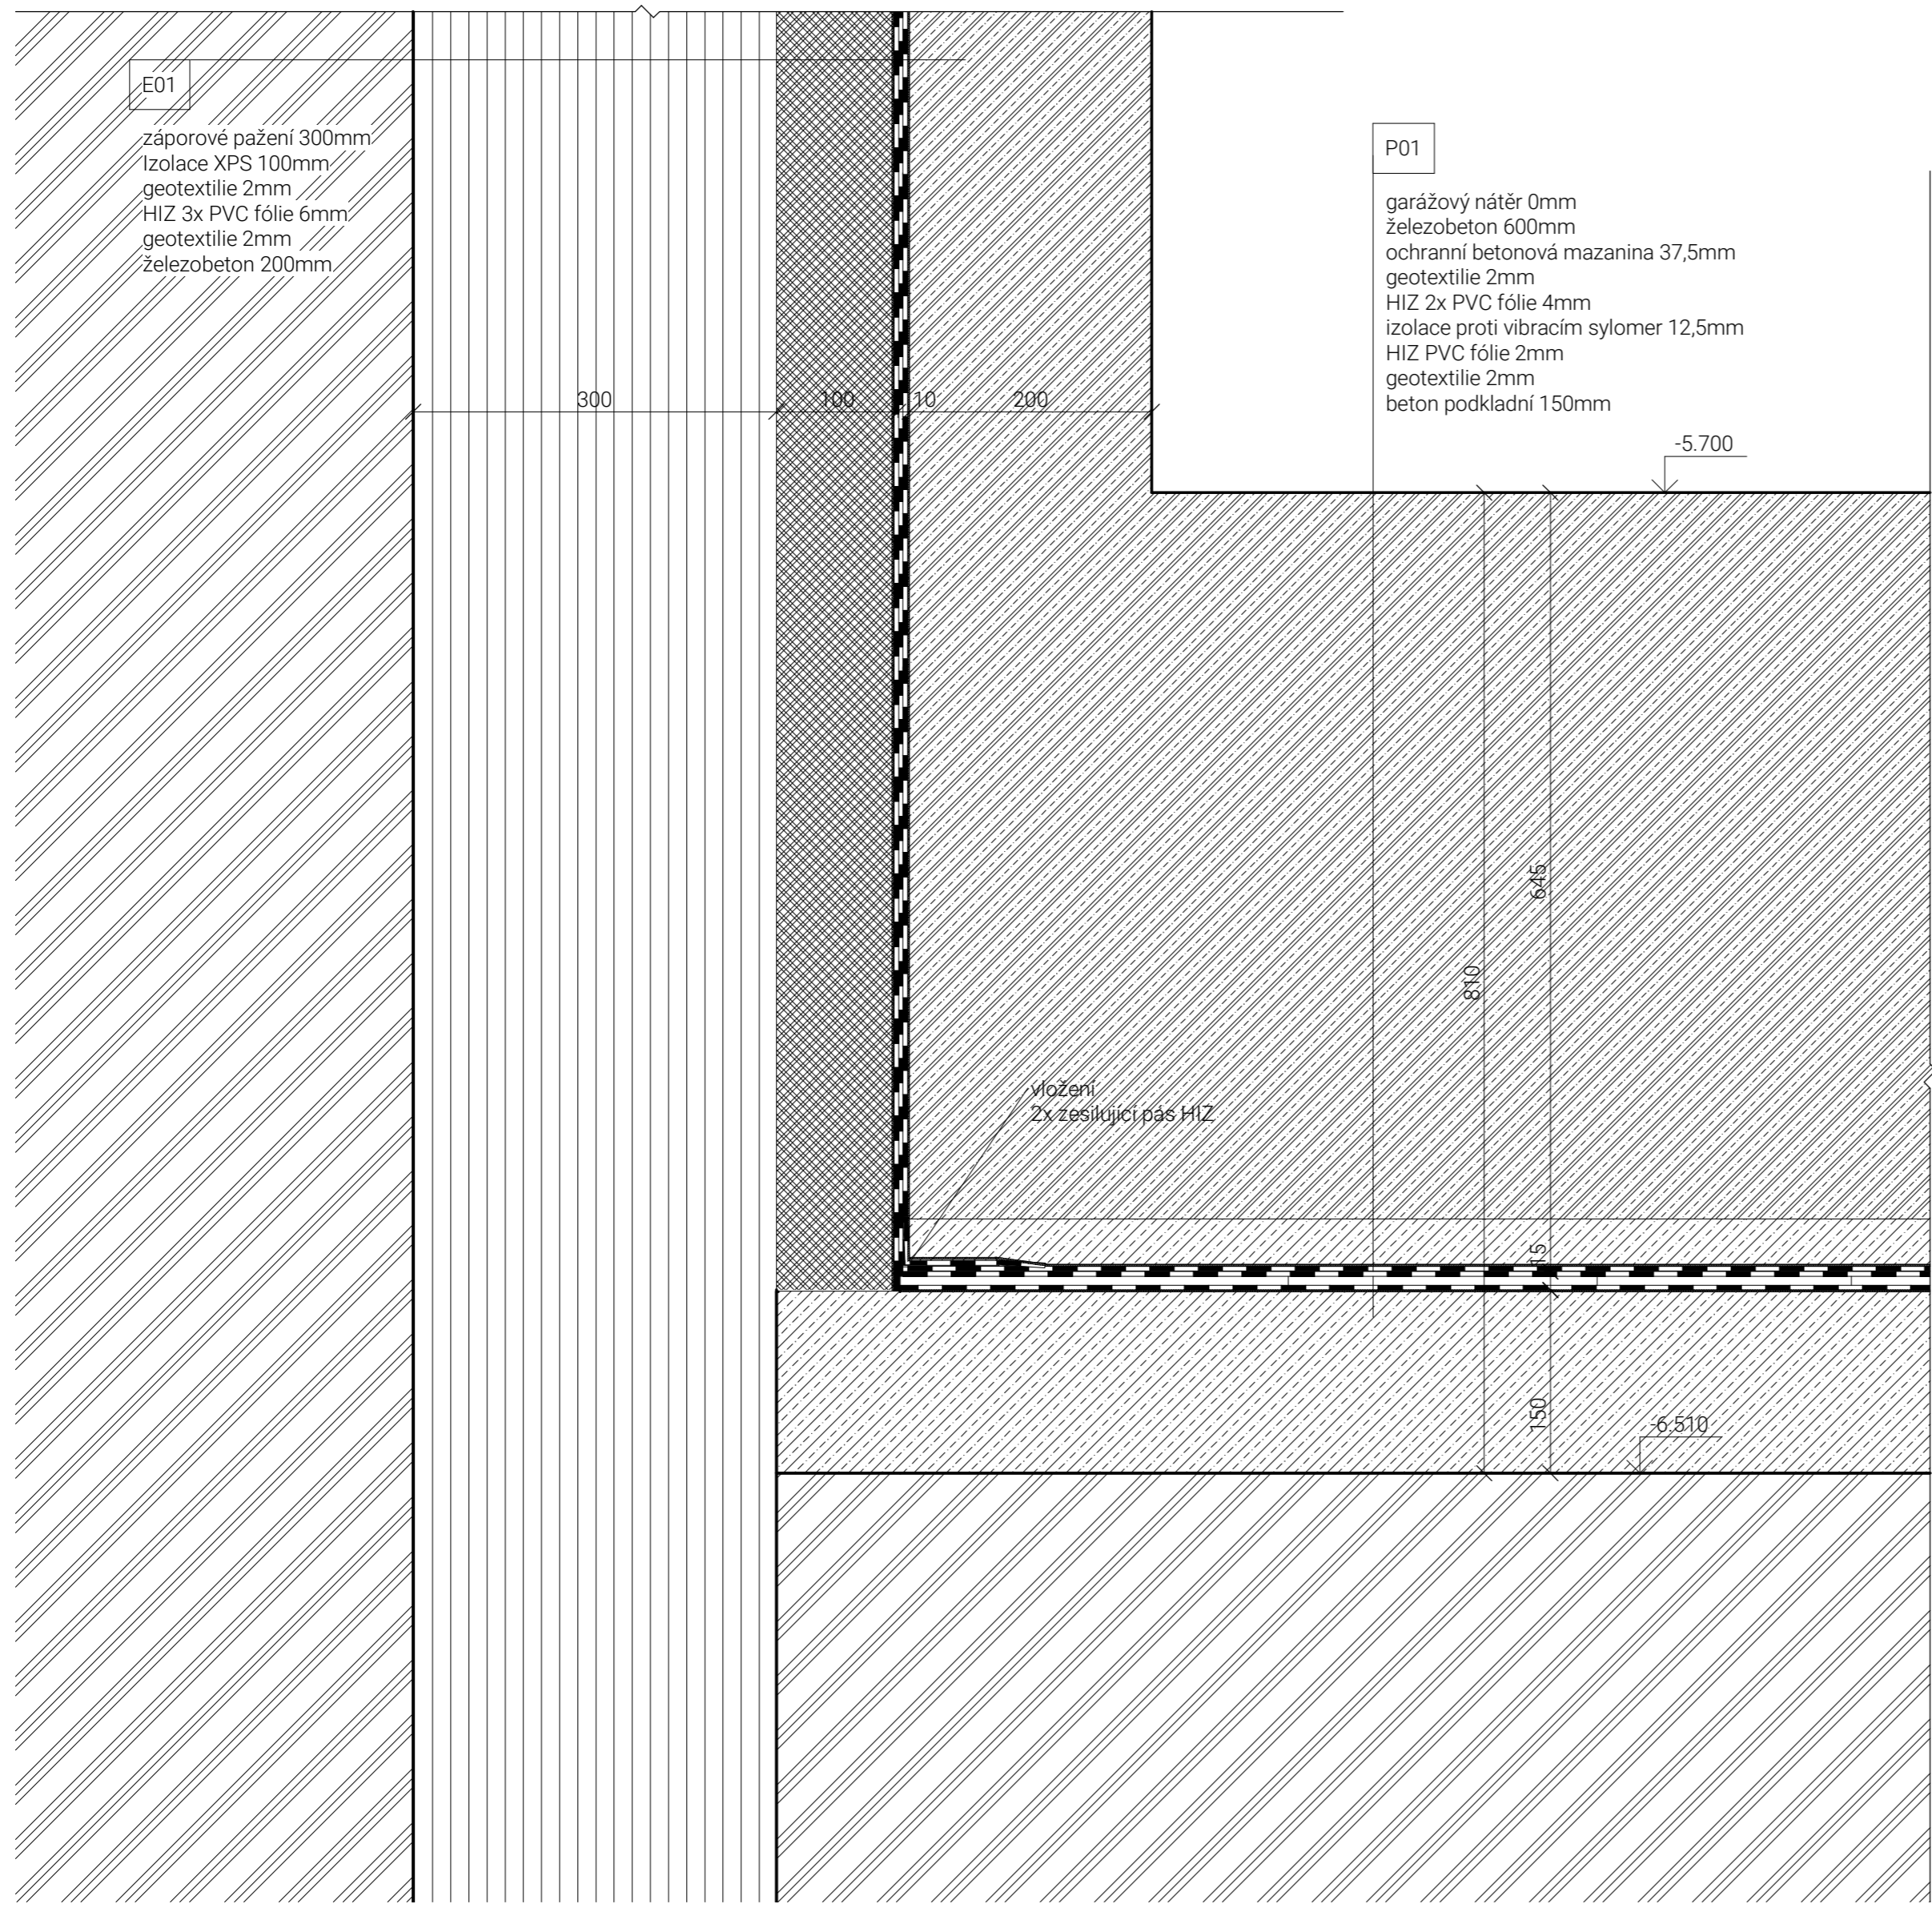 E01
záporové pažení 300mm
Izolace XPS 100mm
geotextilie 2mm
HIZ 3x PVC fólie 6mm
geotextilie 2mm
železobeton 200mm
P01
garážový nátěr 0mm
železobeton 600mm
ochranní betonová mazanina 37,5mm
geotextilie 2mm
HIZ 2x PVC fólie 4mm
izolace proti vibracím sylomer 12,5mm
HIZ PVC fólie 2mm
geotextilie 2mm
beton podkladní 150mm
300
100
10
200
-5.700
645
810
vložení
2x zesilující pás HIZ
15
150
-6.510